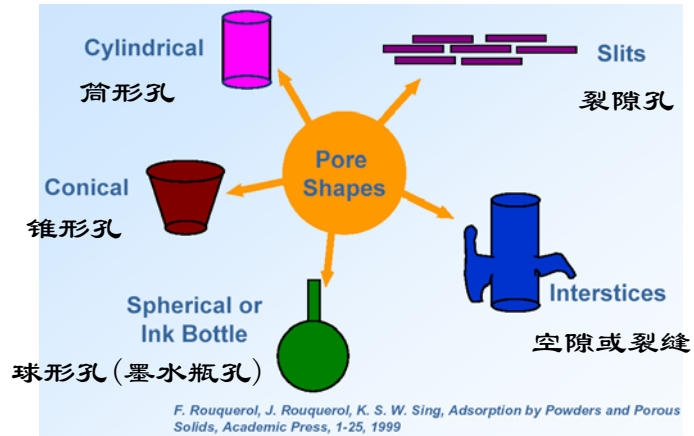 Cylindrical
筒形孔
Slits
裂隙孔
Pore
Shapes
Conical
锥形孔
Interstices
空隙或裂缝
Spherical or
Ink Bottle
球形孔(墨水瓶孔)
F. Rouquerol, J. Rouquerol, K. S. W. Sing, Adsorption by Powders and Porous
Solids, Academic Press, 1-25, 1999